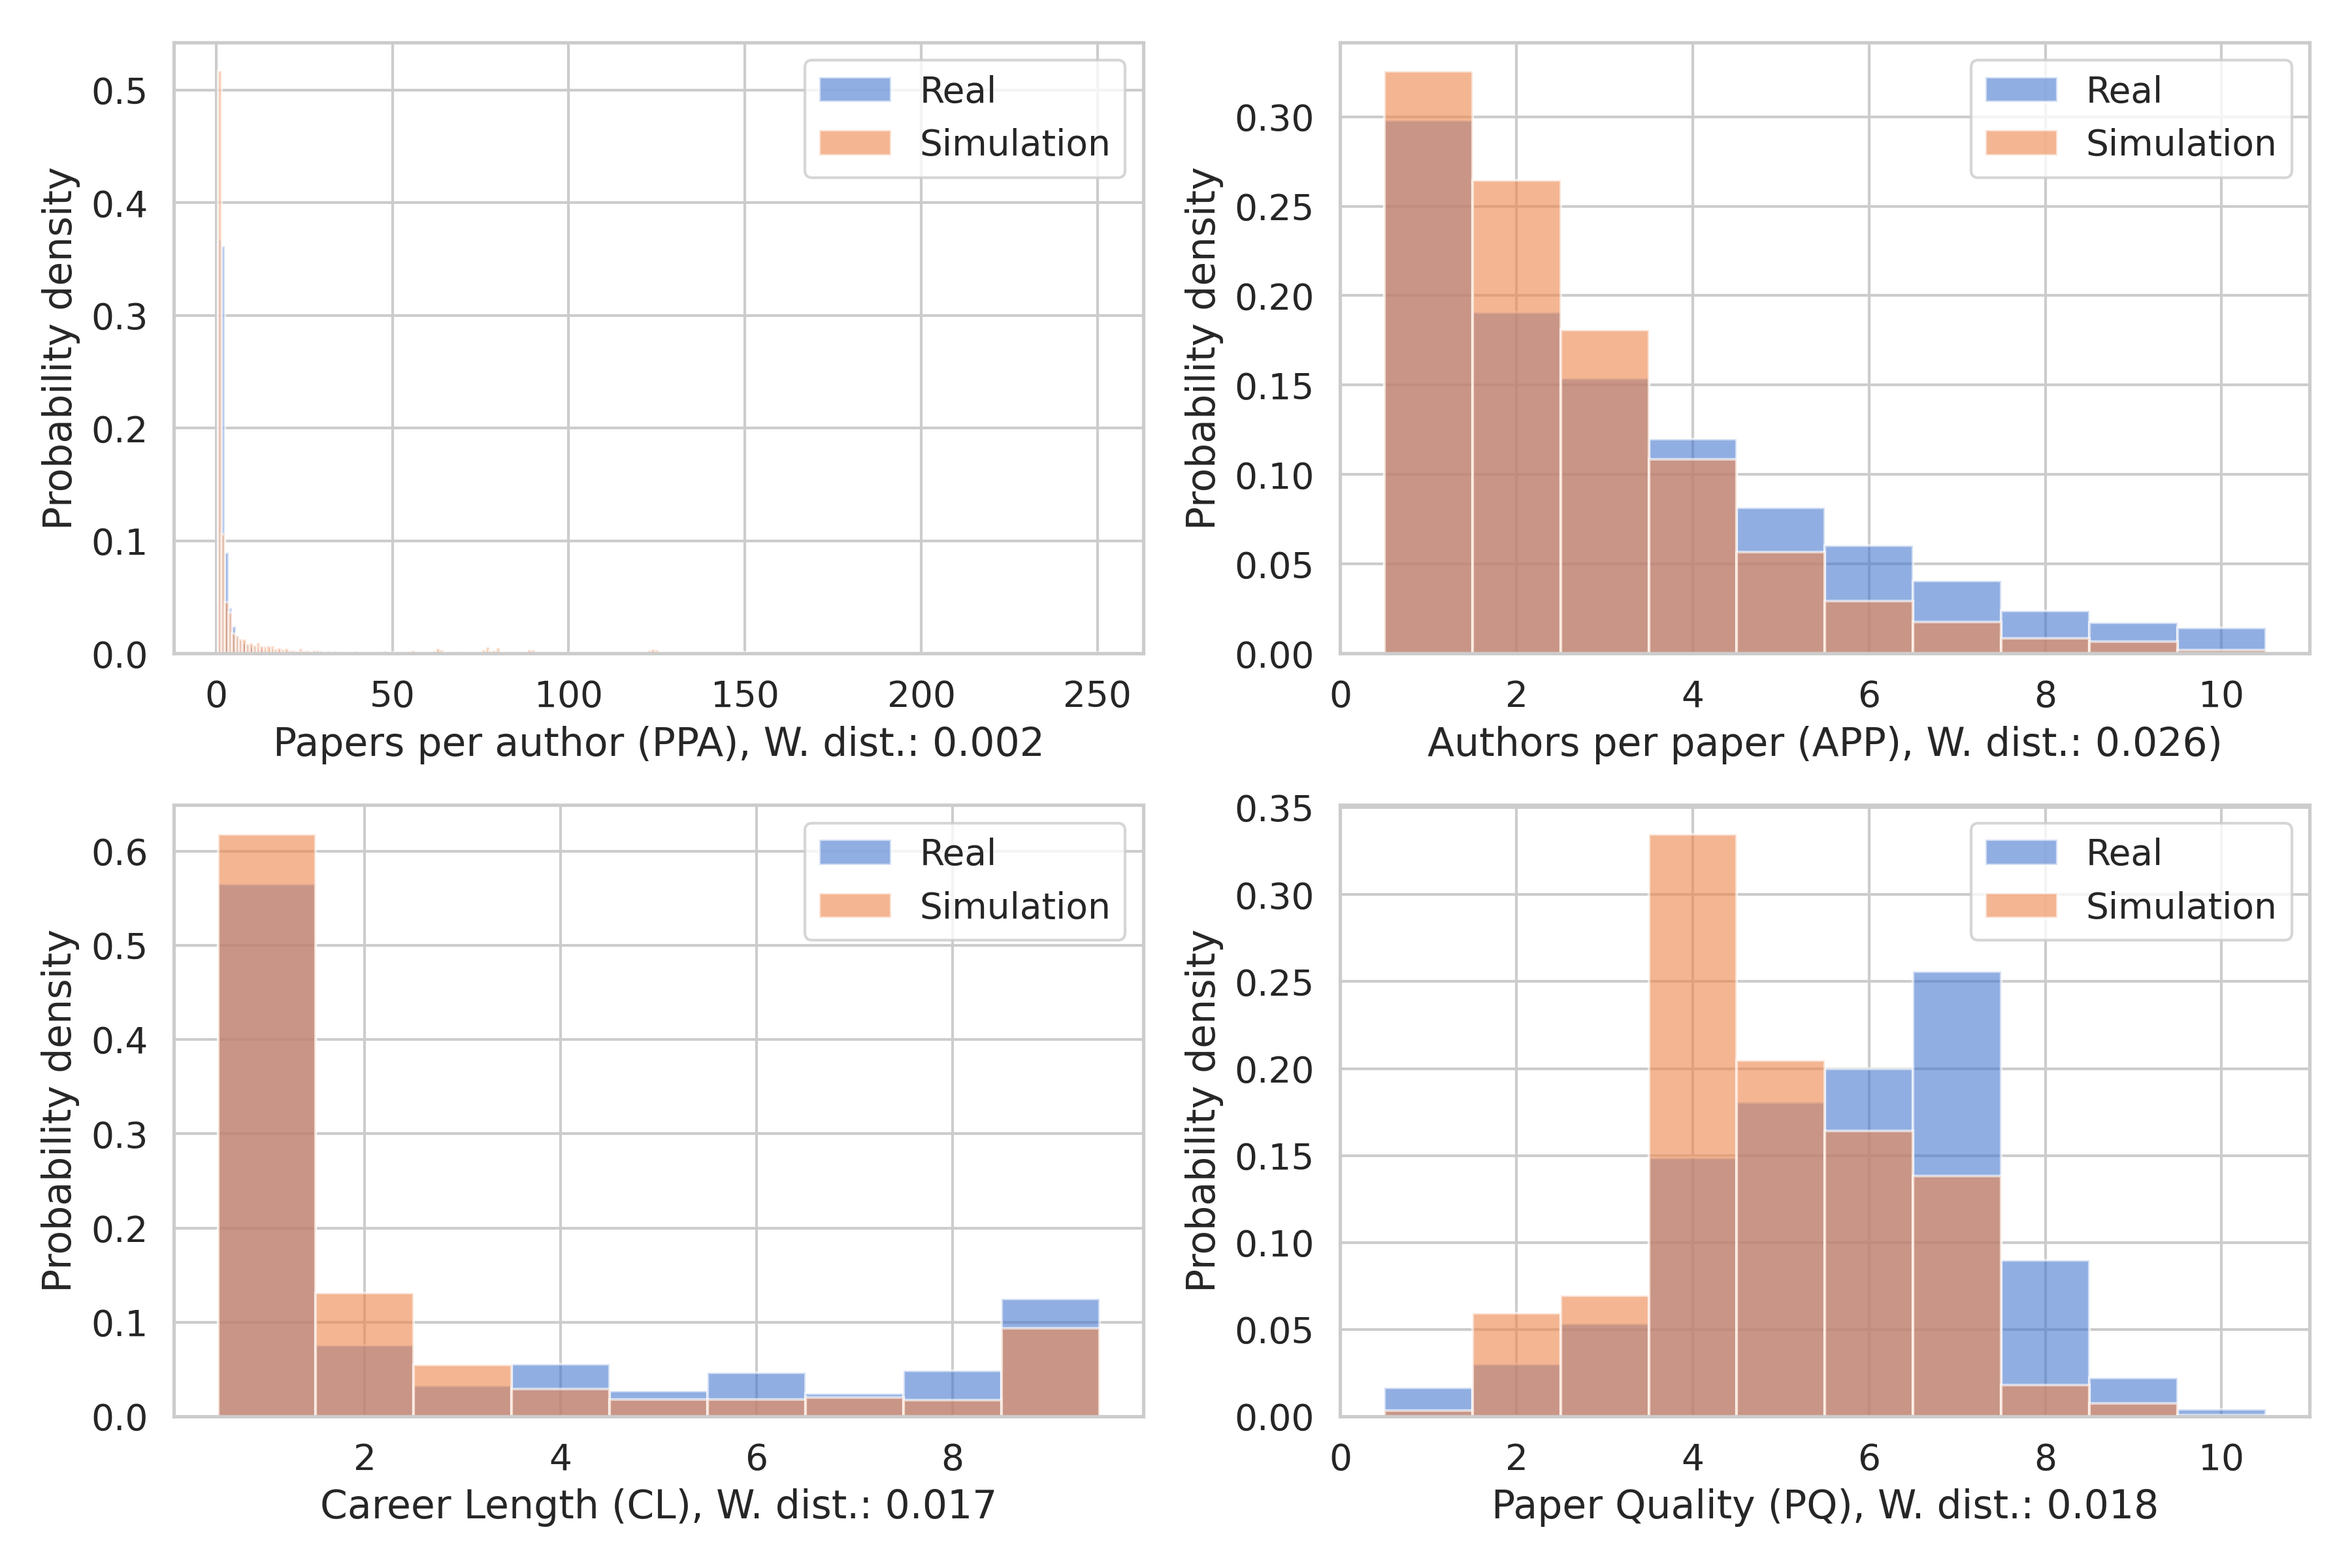 Probability density
0.5
0.4
0.3
0.2
0.1
0.0
Real
Simulation
0 50 100 150 200 250
Papers per author (PPA), W. dist.: 0.002
Probability density
0.30
0.25
0.20
0.15
0.10
0.05
0.00
Real
Simulation
0 2 4 6 8 10
Authors per paper (APP), W. dist.: 0.026)
Probability density
0.6
0.5
0.4
0.3
0.2
0.1
0.0
Real
Simulation
2 4 6 8
Career Length (CL), W. dist.: 0.017
Probability density
0.35
0.30
0.25
0.20
0.15
0.10
0.05
0.00
Real
Simulation
0 2 4 6 8 10
Paper Quality (PQ), W. dist.: 0.018